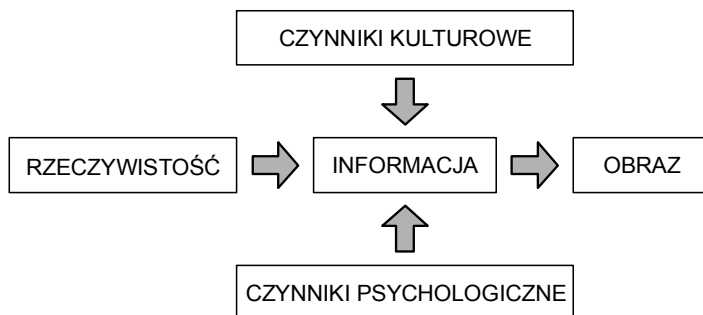 CZYNNIKI KULTUROWE
RZECZYWISTOŚĆ
INFORMACJA
OBRAZ
CZYNNIKI PSYCHOLOGICZNE